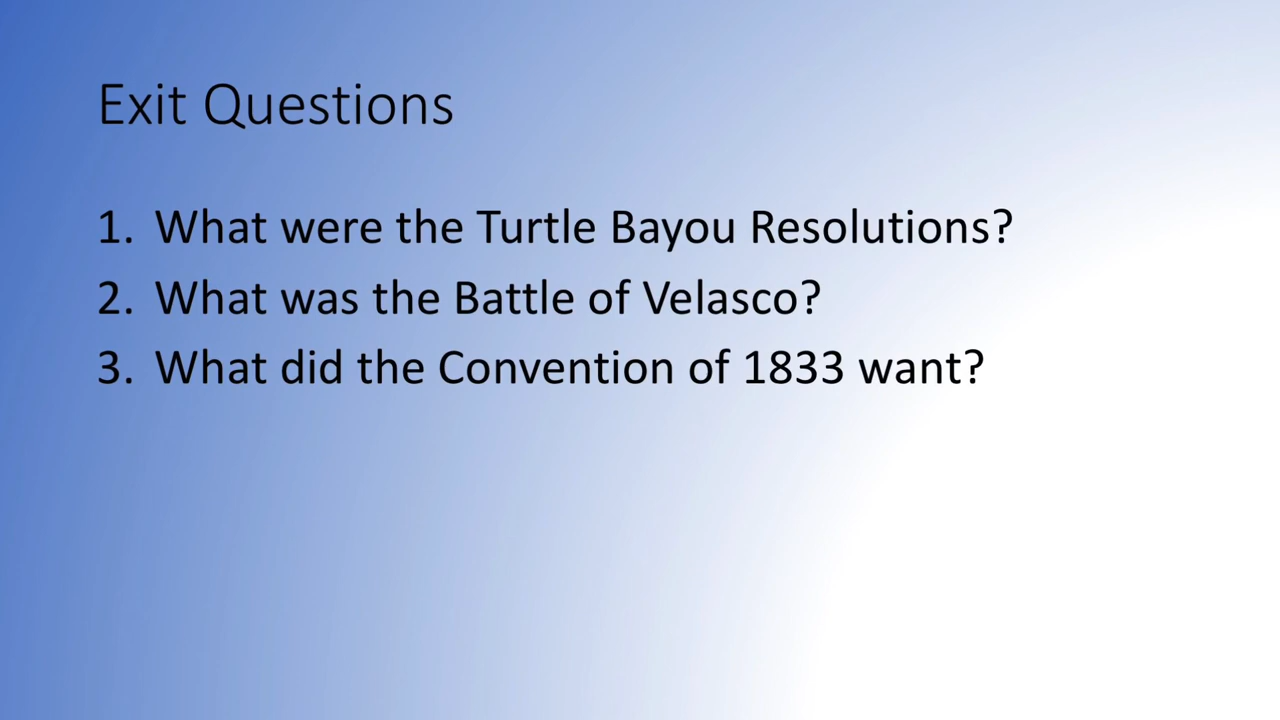 Exit Questions
1. What were the Turtle Bayou Resolutions?
2. What was the Battle of Velasco?
3. What did the Convention of 1833 want?